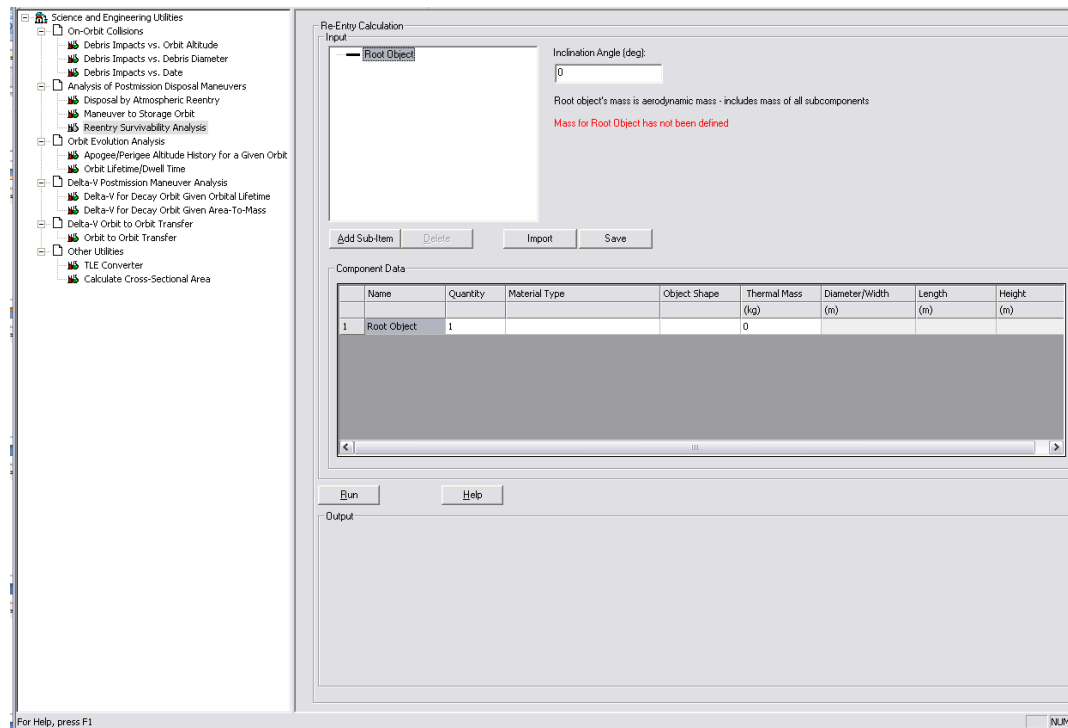 Science and Engineering Utilities
On-Orbit Collisions
Debris Impacts vs. Orbit Altitude
Debris Impacts vs. Debris Diameter
Debris Impacts vs. Date
Analysis of Postmission Disposal Maneuvers
Disposal by Atmospheric Reentry
Maneuver to Storage Orbit
Reentry Survivability Analysis
Orbit Evolution Analysis
Apogee/Perigee Altitude History for a Given Orbit
Orbit Lifetime/Dwell Time
Delta-V Postmission Maneuver Analysis
Delta-V for Decay Orbit Given Orbital Lifetime
Delta-V for Decay Orbit Given Area-To-Mass
Delta-V Orbit to Orbit Transfer
Orbit to Orbit Transfer
Other Utilities
TLE Converter
Calculate Cross-Sectional Area
Re-Entry Calculation
Input
Root Object
Inclination Angle (deg):
0
Root object's mass is aerodynamic mass - includes mass of all subcomponents
Mass for Root Object has not been defined
Add Sub-Item Delete Import Save
Component Data
Name Quantity Material Type Object Shape Thermal Mass Diameter/Width Length Height
(kg) (m) (m) (m)
1 Root Object 1 0
Run Help
Output
For Help, press F1 NUM